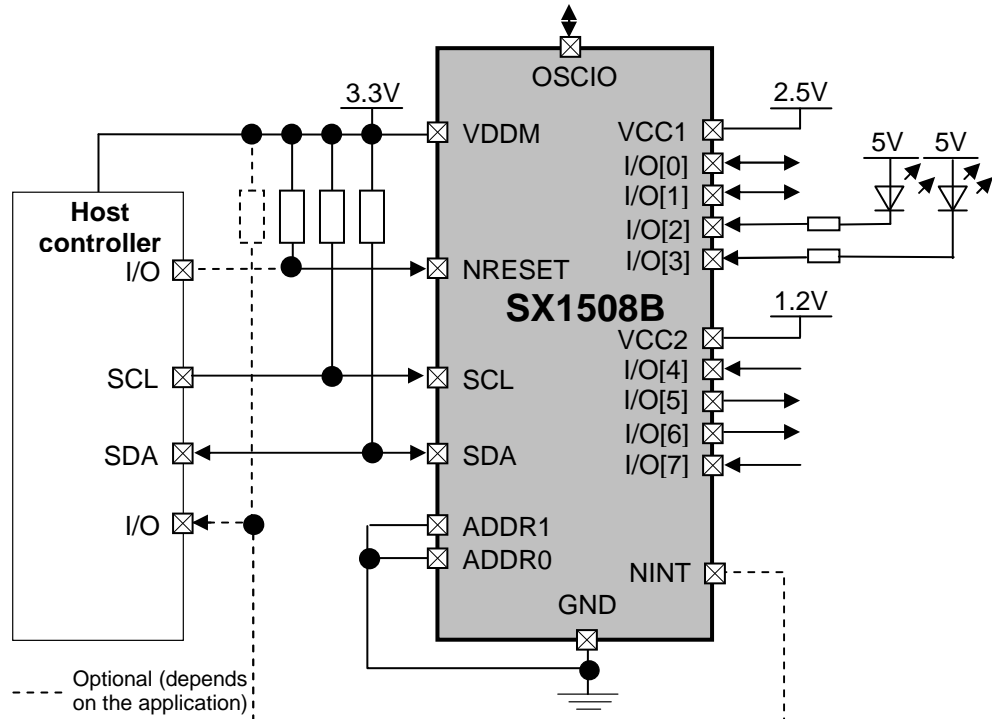 OSCIO
3.3V
2.5V
VDDM
VCC1
5V
5V
I/O[0]
I/O[1]
Host
controller
I/O[2]
I/O
NRESET
I/O[3]
SX1508B
1.2V
VCC2
SCL
SCL
I/O[4]
I/O[5]
I/O[6]
SDA
SDA
I/O[7]
I/O
ADDR1
ADDR0
NINT
GND
Optional (depends
on the application)